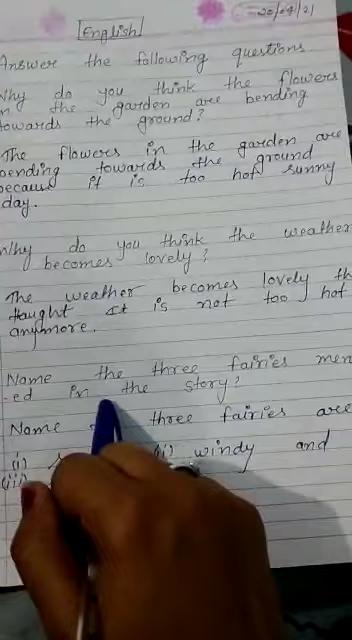 [English]
20/04/21
Answer the following questions
Why do you think the flowers
in the garden are bending
towards the ground?
The flowers in the garden are
bending towards the ground
because it is too hot sunny
day.
Why do you think the weather
becomes lovely?
The weather becomes lovely th
taught It is not too hot
anymore.
Name the three fairies men
-ed in the story?
Name three fairies are
(i) (ii) windy and
(iii)